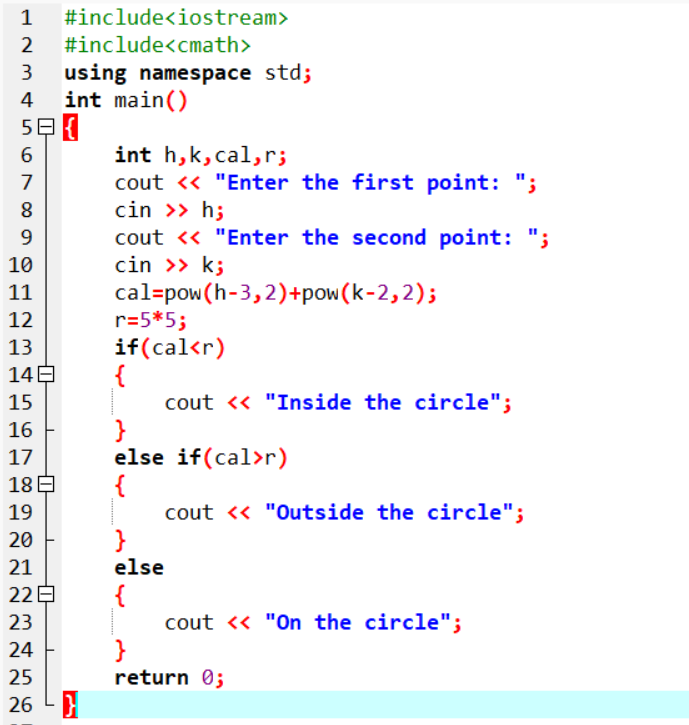 1 #include<iostream>
2 #include<cmath>
3 using namespace std;
4 int main()
5 {
6     int h,k,cal,r;
7     cout << "Enter the first point: ";
8     cin >> h;
9     cout << "Enter the second point: ";
10     cin >> k;
11     cal=pow(h-3,2)+pow(k-2,2);
12     r=5*5;
13     if(cal<r)
14     {
15         cout << "Inside the circle";
16     }
17     else if(cal>r)
18     {
19         cout << "Outside the circle";
20     }
21     else
22     {
23         cout << "On the circle";
24     }
25     return 0;
26 }